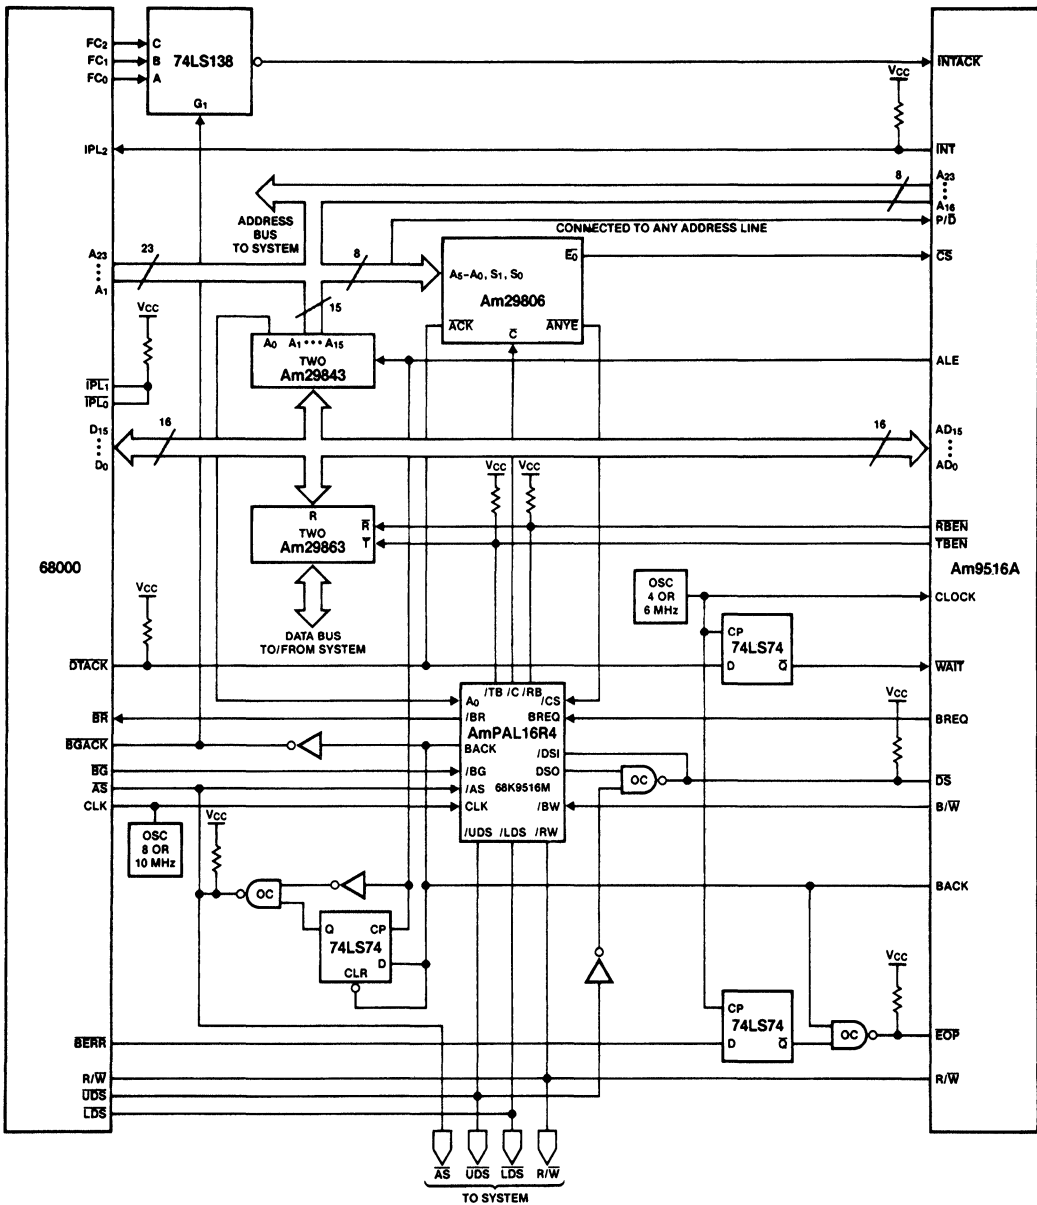 FC2 C 74LS138
FC1 B INTACK
FC0 A VCC
G1
IPL2 INT
8 A23
A16
ADDRESS BUS TO SYSTEM
P/D
CONNECTED TO ANY ADDRESS LINE
A23 23 8
A1
A5-A0, S1, S0 E0 CS
Am29806
VCC 15
ACK C ANYE
A0 A1 A15
TWO Am29843
ALE
IPL1
IPL0
D15 16 16 AD15
D0 AD0
VCC VCC
R R RBEN
TWO Am29863 T TBEN
68000 Am9516A
VCC
OSC 4 OR 6 MHz
CLOCK
CP
74LS74
DATA BUS TO/FROM SYSTEM
DTACK D Q WAIT
/TB /C /RB VCC
A0 /CS
BR /BR BREQ BREQ
AmPAL16R4
BGACK BACK /DSI
BG /BG DSO OC DS
AS /AS 68K9516M
CLK CLK /BW B/W
VCC
OSC 8 OR 10 MHz
/UDS /LDS /RW
OC BACK
Q CP
74LS74
D
CLR
VCC
CP
74LS74
BERR D Q OC EOP
R/W R/W
UDS
LDS
AS UDS LDS R/W
TO SYSTEM